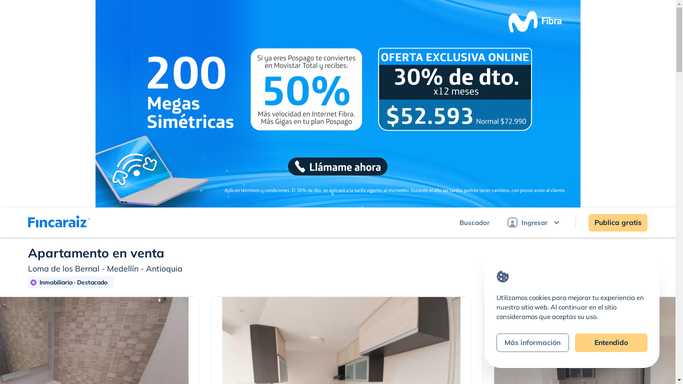 Fibra
200
Megas
Simétricas
Si ya eres Pospago te conviertes
en Movistar Total y recibes.
50%
Más velocidad en Internet Fibra.
Más Gigas en tu plan Pospago
OFERTA EXCLUSIVA ONLINE
30% de dto.
x12 meses
$52.593 Normal $72.990
Llámame ahora
Fincaraiz
Buscador
Ingresar
Publica gratis
Apartamento en venta
Loma de los Bernal - Medellín - Antioquia
Inmobiliaria · Destacado
Utilizamos cookies para mejorar tu experiencia en
nuestro sitio web. Al continuar en el sitio
consideramos que aceptas su uso.
Más información
Entendido